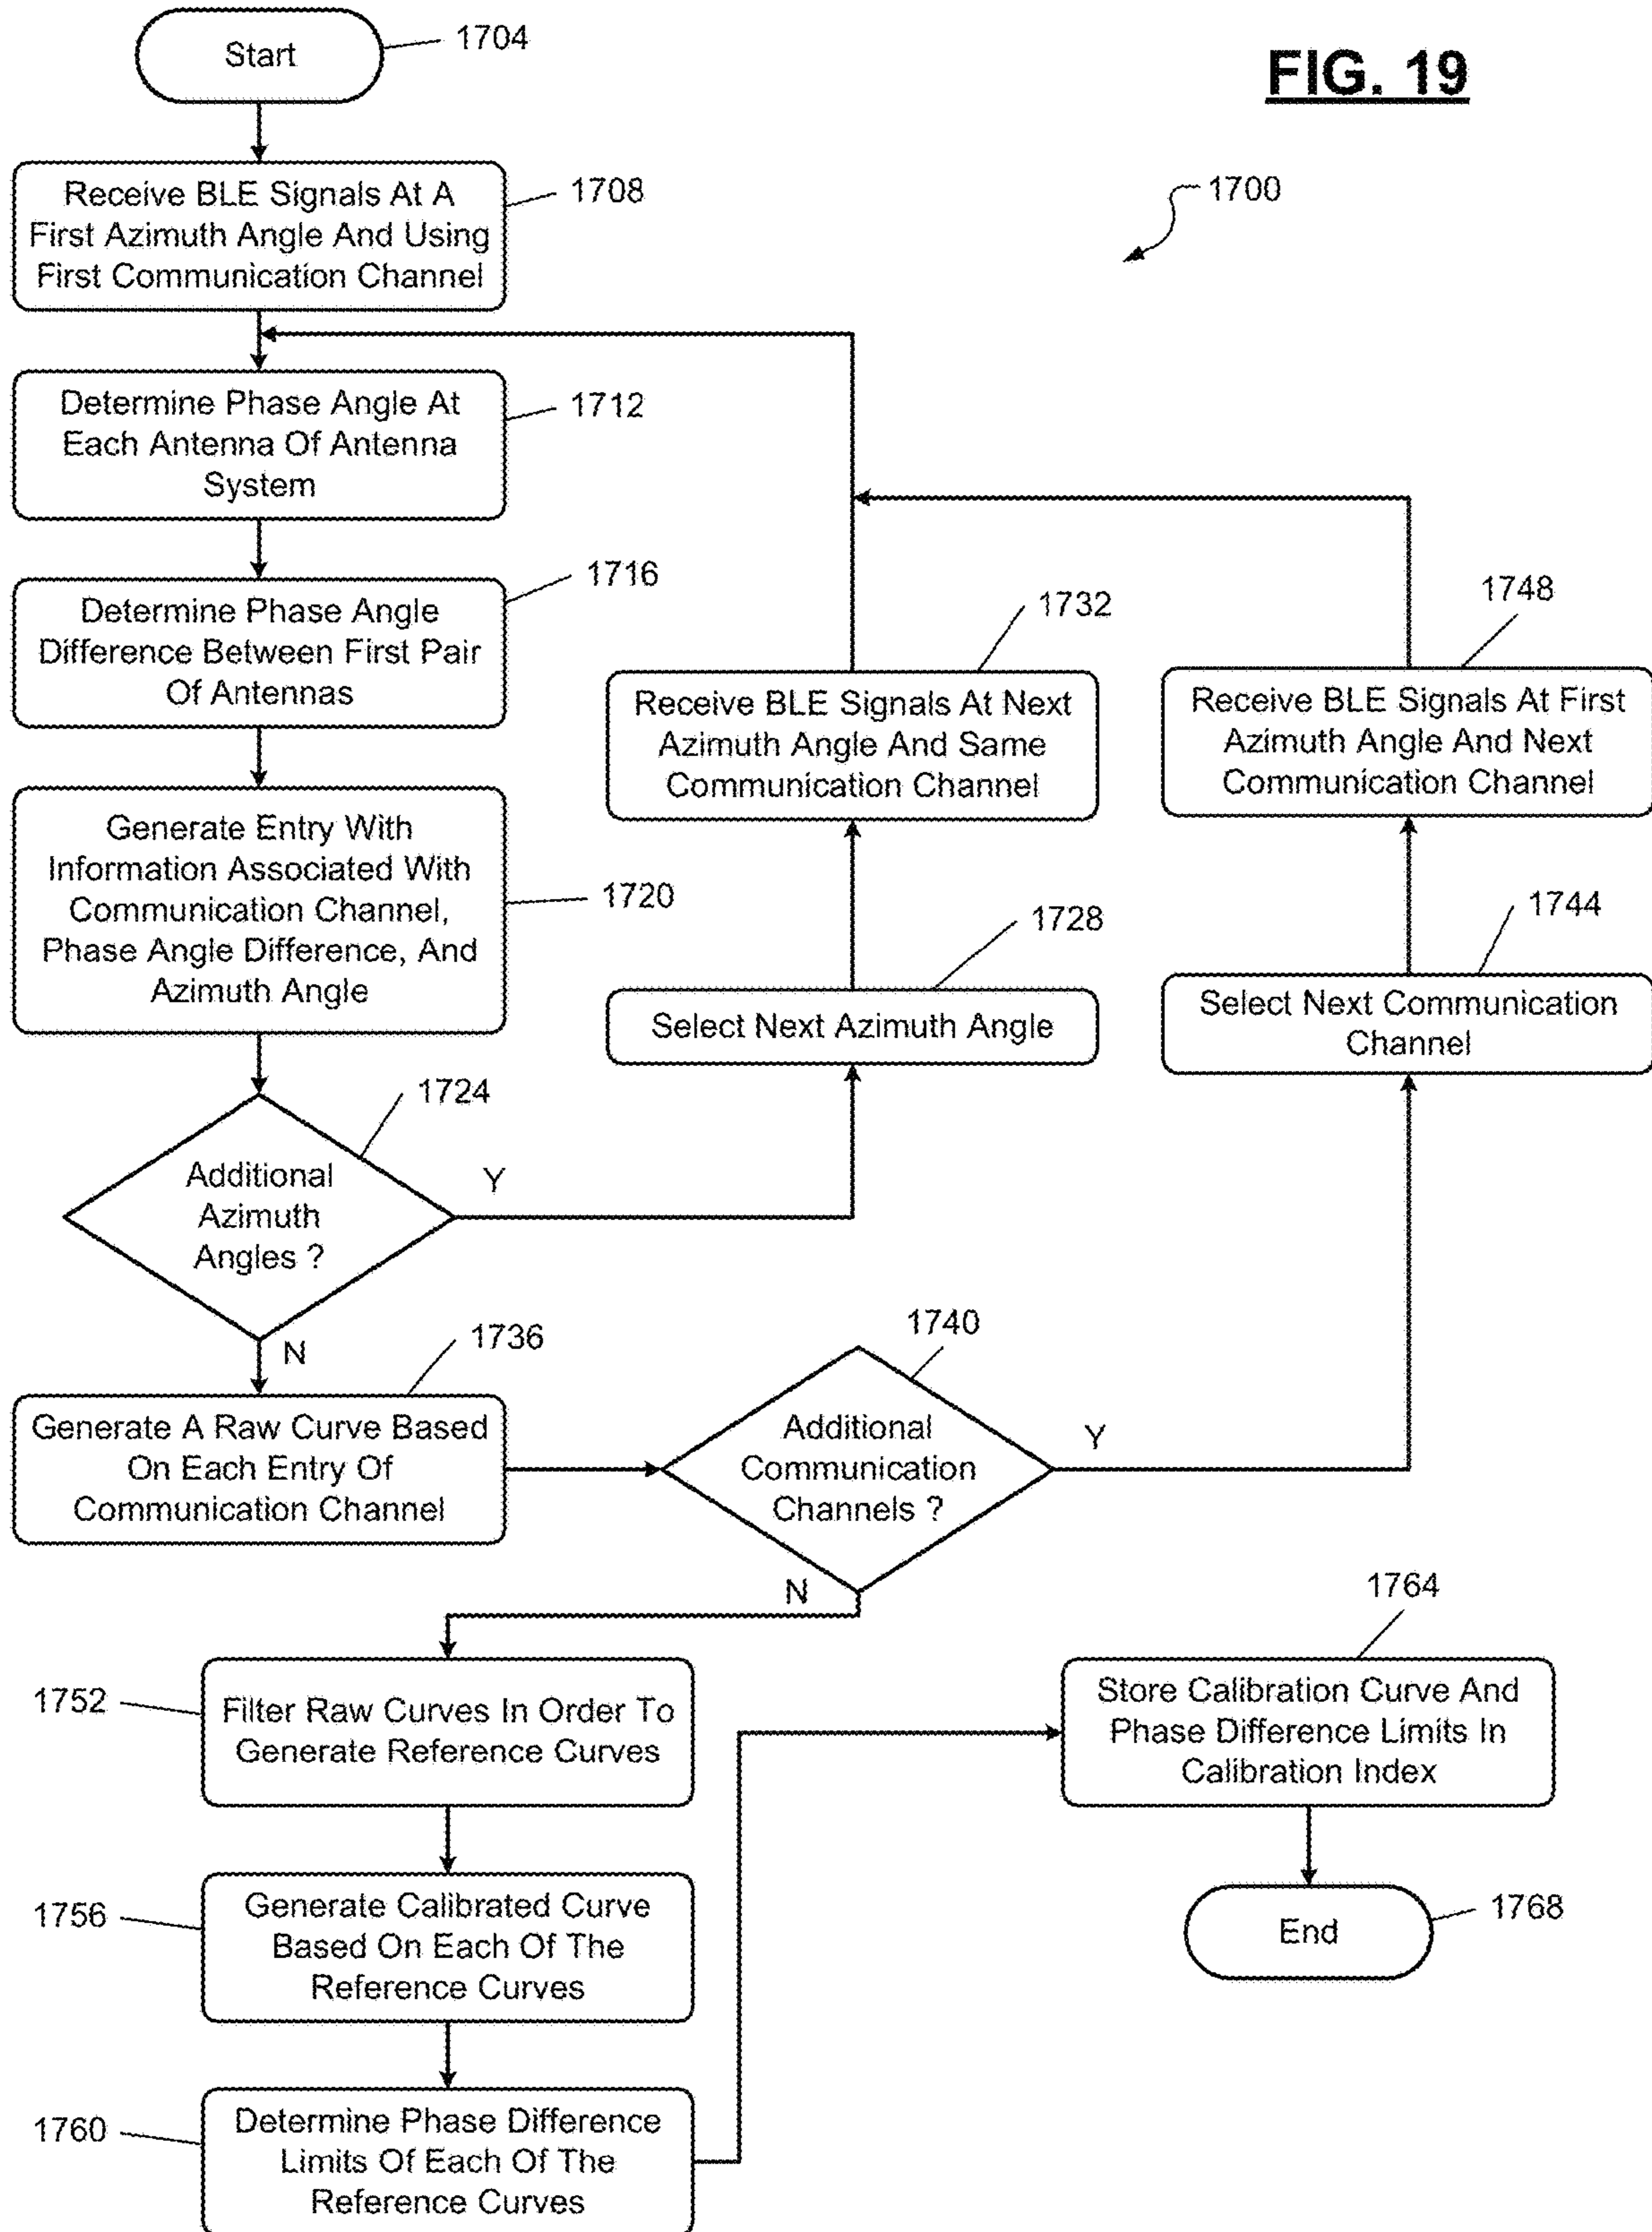 FIG. 19
1700
Start
1704
Receive BLE Signals At A
First Azimuth Angle And Using
First Communication Channel
1708
Determine Phase Angle At
Each Antenna Of Antenna
System
1712
Determine Phase Angle
Difference Between First Pair
Of Antennas
1716
Generate Entry With
Information Associated With
Communication Channel,
Phase Angle Difference, And
Azimuth Angle
1720
Additional
Azimuth
Angles ?
1724
Y
N
Select Next Azimuth Angle
1728
Receive BLE Signals At Next
Azimuth Angle And Same
Communication Channel
1732
Generate A Raw Curve Based
On Each Entry Of
Communication Channel
1736
Additional
Communication
Channels ?
1740
Y
N
Select Next Communication
Channel
1744
Receive BLE Signals At First
Azimuth Angle And Next
Communication Channel
1748
1752
Filter Raw Curves In Order To
Generate Reference Curves
1756
Generate Calibrated Curve
Based On Each Of The
Reference Curves
1760
Determine Phase Difference
Limits Of Each Of The
Reference Curves
1764
Store Calibration Curve And
Phase Difference Limits In
Calibration Index
End
1768